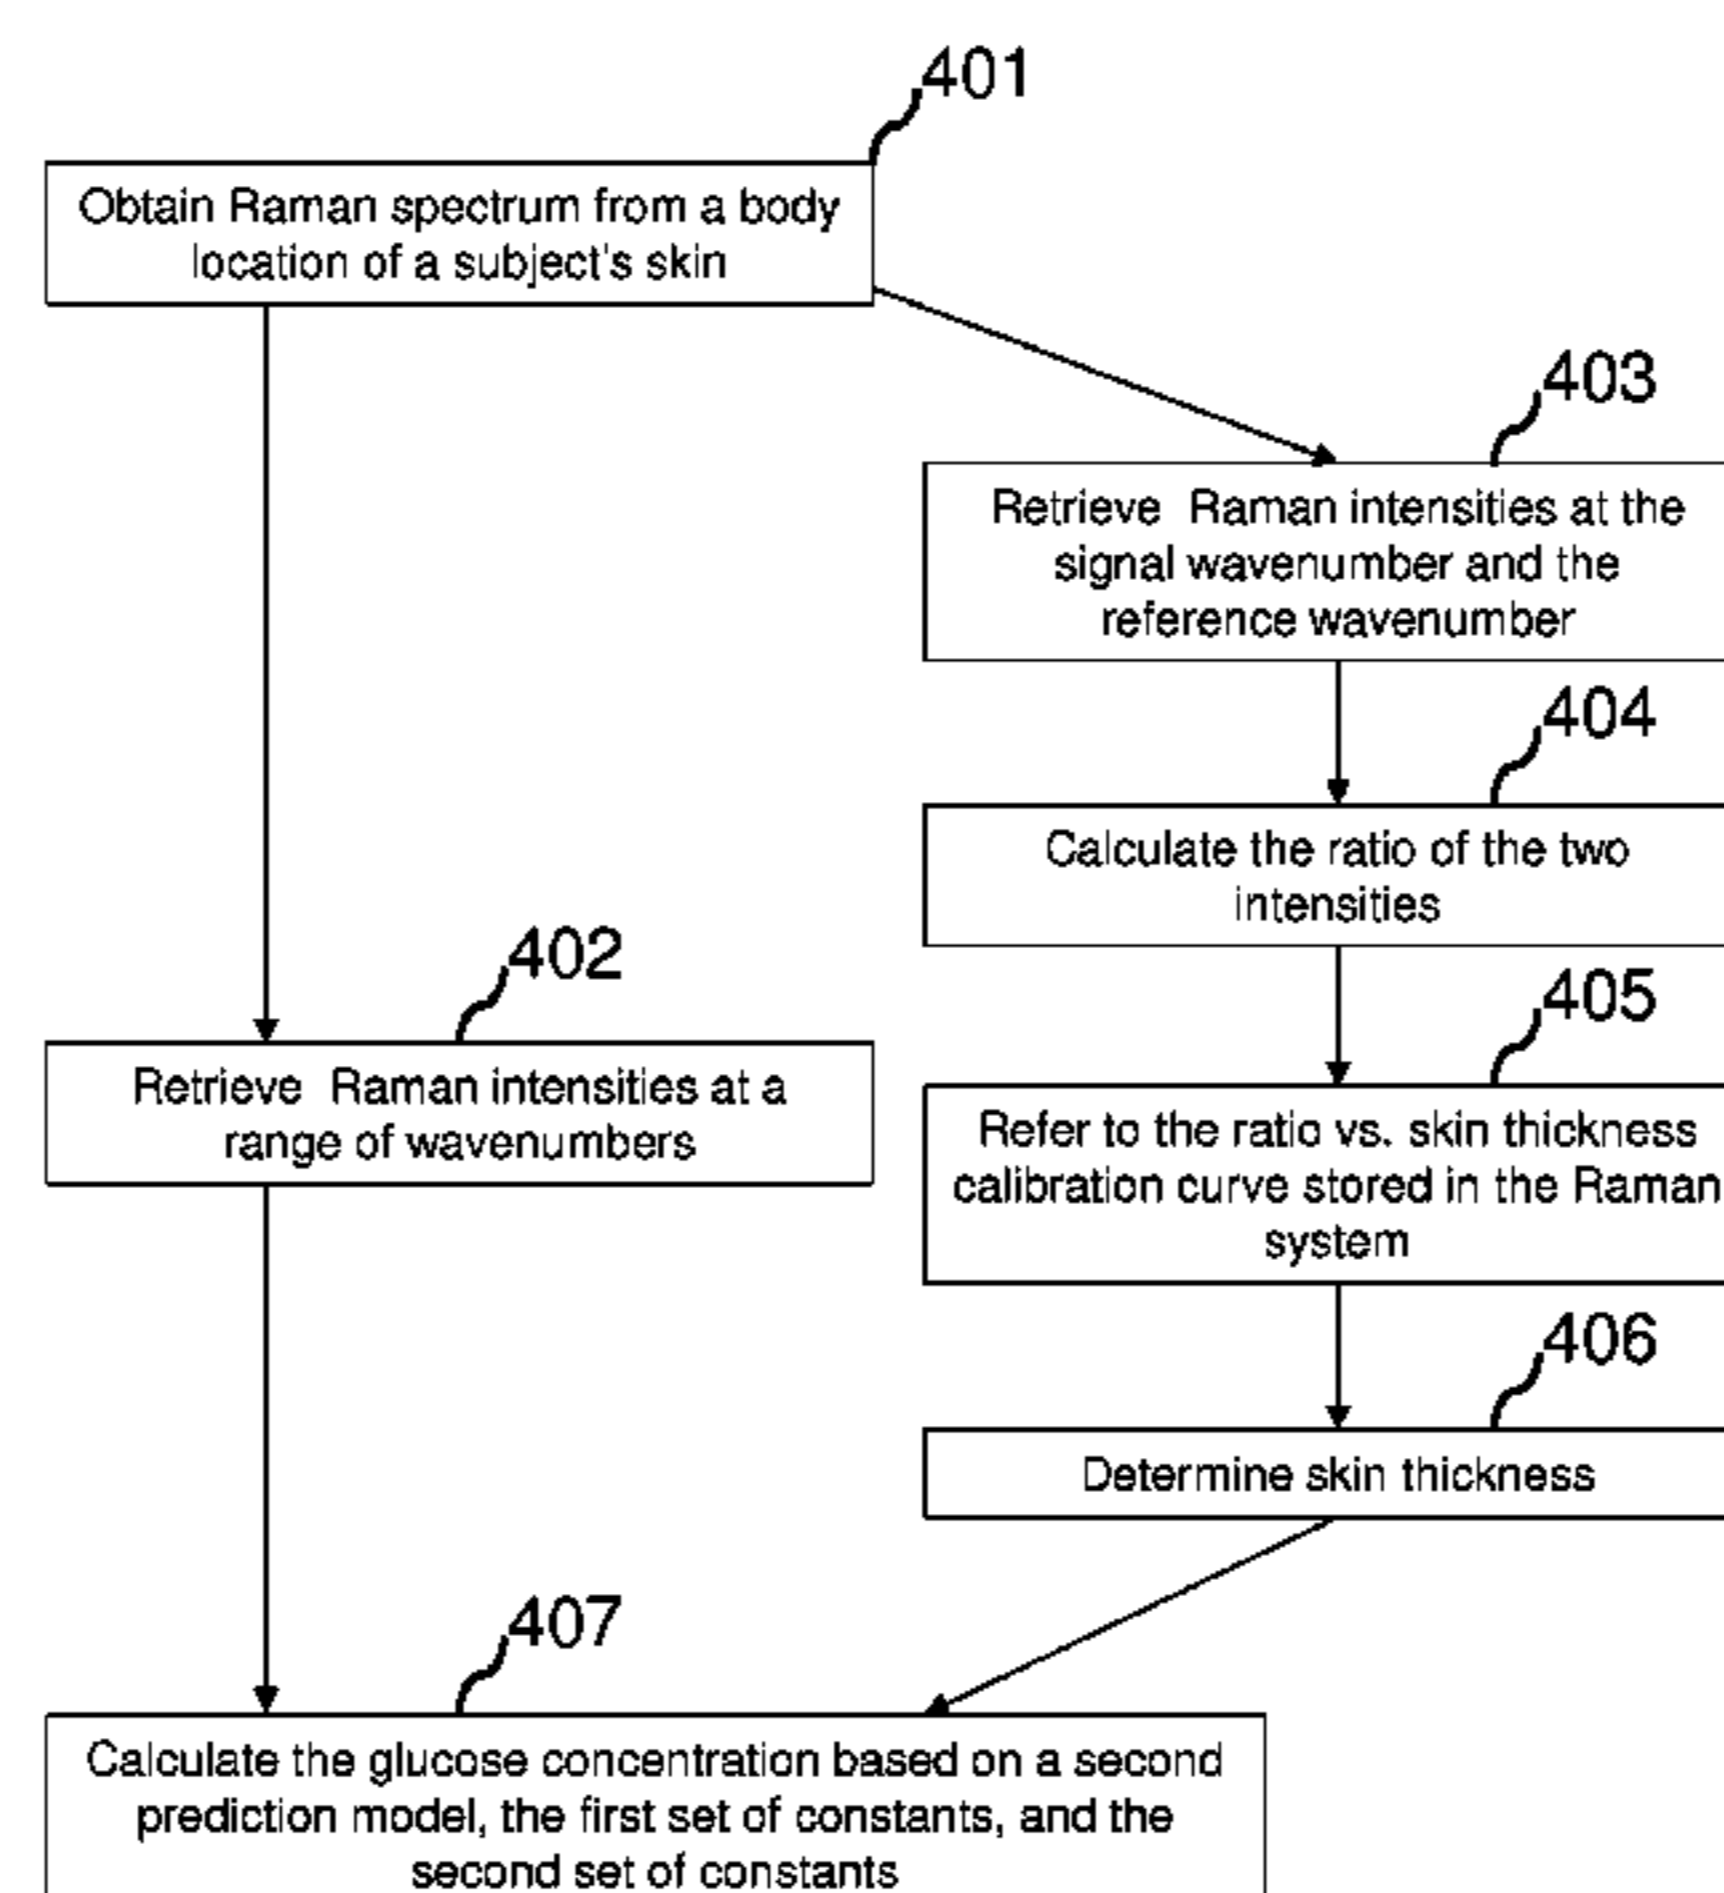 401
Obtain Raman spectrum from a body
location of a subject's skin
403
Retrieve Raman intensities at the
signal wavenumber and the
reference wavenumber
404
Calculate the ratio of the two
intensities
402
Retrieve Raman intensities at a
range of wavenumbers
405
Refer to the ratio vs. skin thickness
calibration curve stored in the Raman
system
406
Determine skin thickness
407
Calculate the glucose concentration based on a second
prediction model, the first set of constants, and the
second set of constants